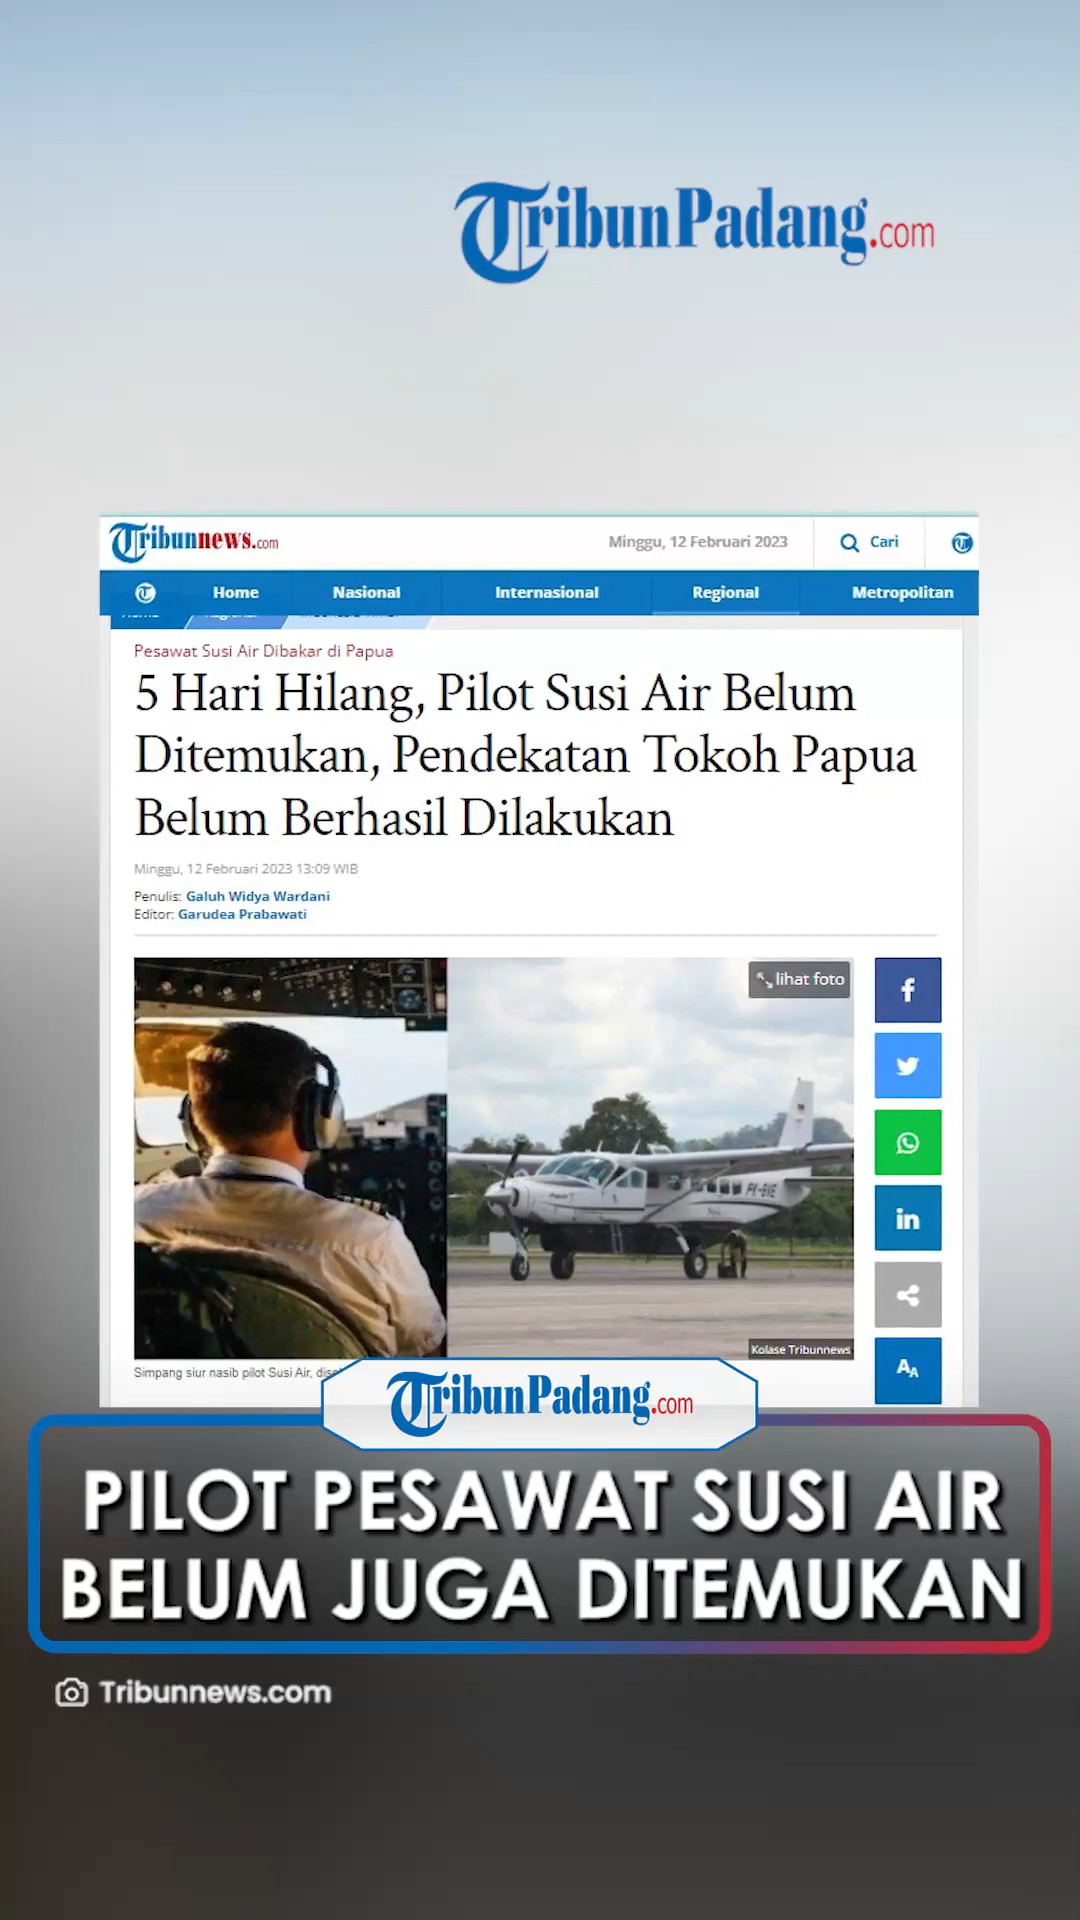 TribunPadang.com
Tribunnews.com
Minggu, 12 Februari 2023
Cari
Home
Nasional
Internasional
Regional
Metropolitan
Pesawat Susi Air Dibakar di Papua
5 Hari Hilang, Pilot Susi Air Belum
Ditemukan, Pendekatan Tokoh Papua
Belum Berhasil Dilakukan
Minggu, 12 Februari 2023 13:09 WIB
Penulis: Galuh Widya Wardani
Editor: Garudea Prabawati
lihat foto
PK-BVE
Kolase Tribunnews
Simpang siur nasib pilot Susi Air,
TribunPadang.com
PILOT PESAWAT SUSI AIR
BELUM JUGA DITEMUKAN
Tribunnews.com